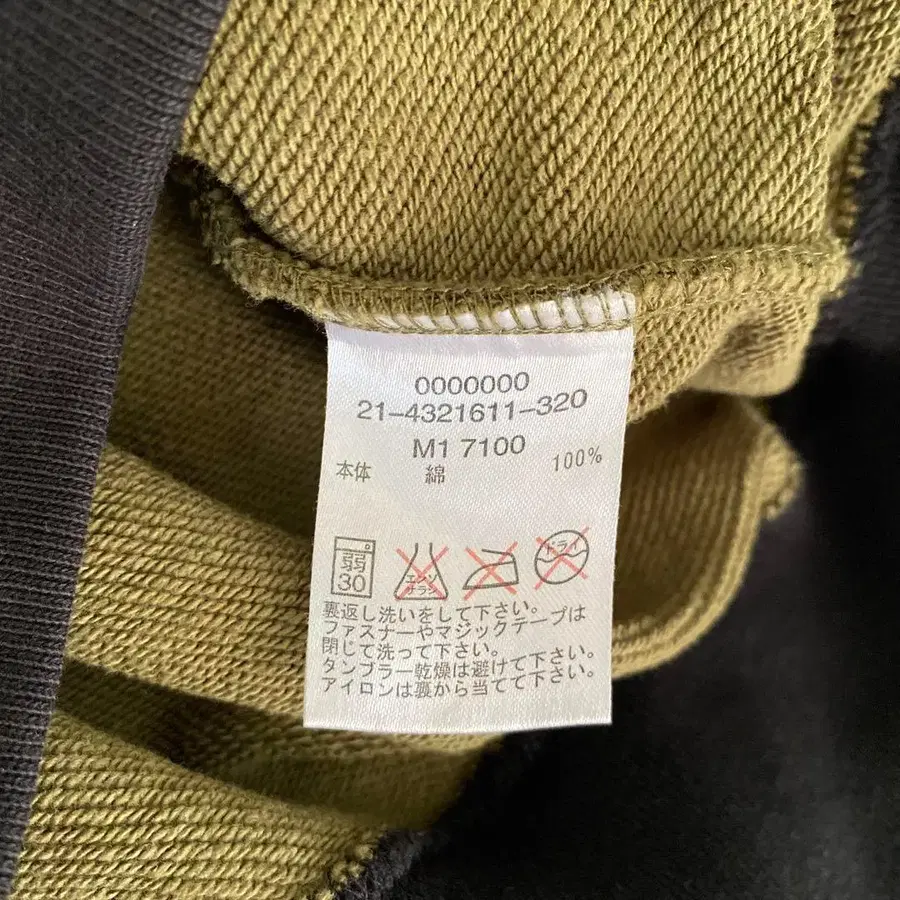 0000000
21-4321611-320
M1 7100
本体 綿 100%
弱
30
エンソ
サラシ
ドライ
裏返し洗いをして下さい。
ファスナーやマジックテープは
閉じて洗って下さい。
タンブラー乾燥は避けて下さい。
アイロンは裏から当てて下さい。